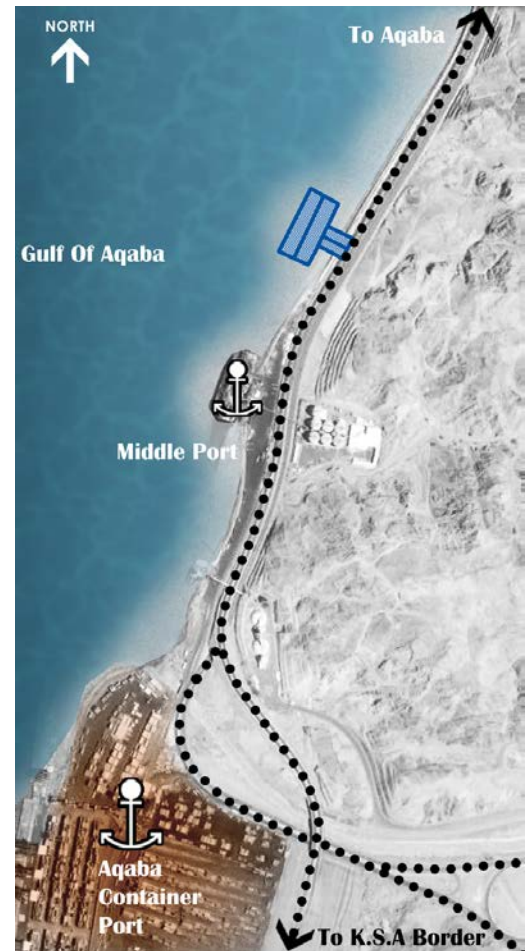 NORTH
To Aqaba
Gulf Of Aqaba
Middle Port
Aqaba
Container
Port
To K.S.A Border